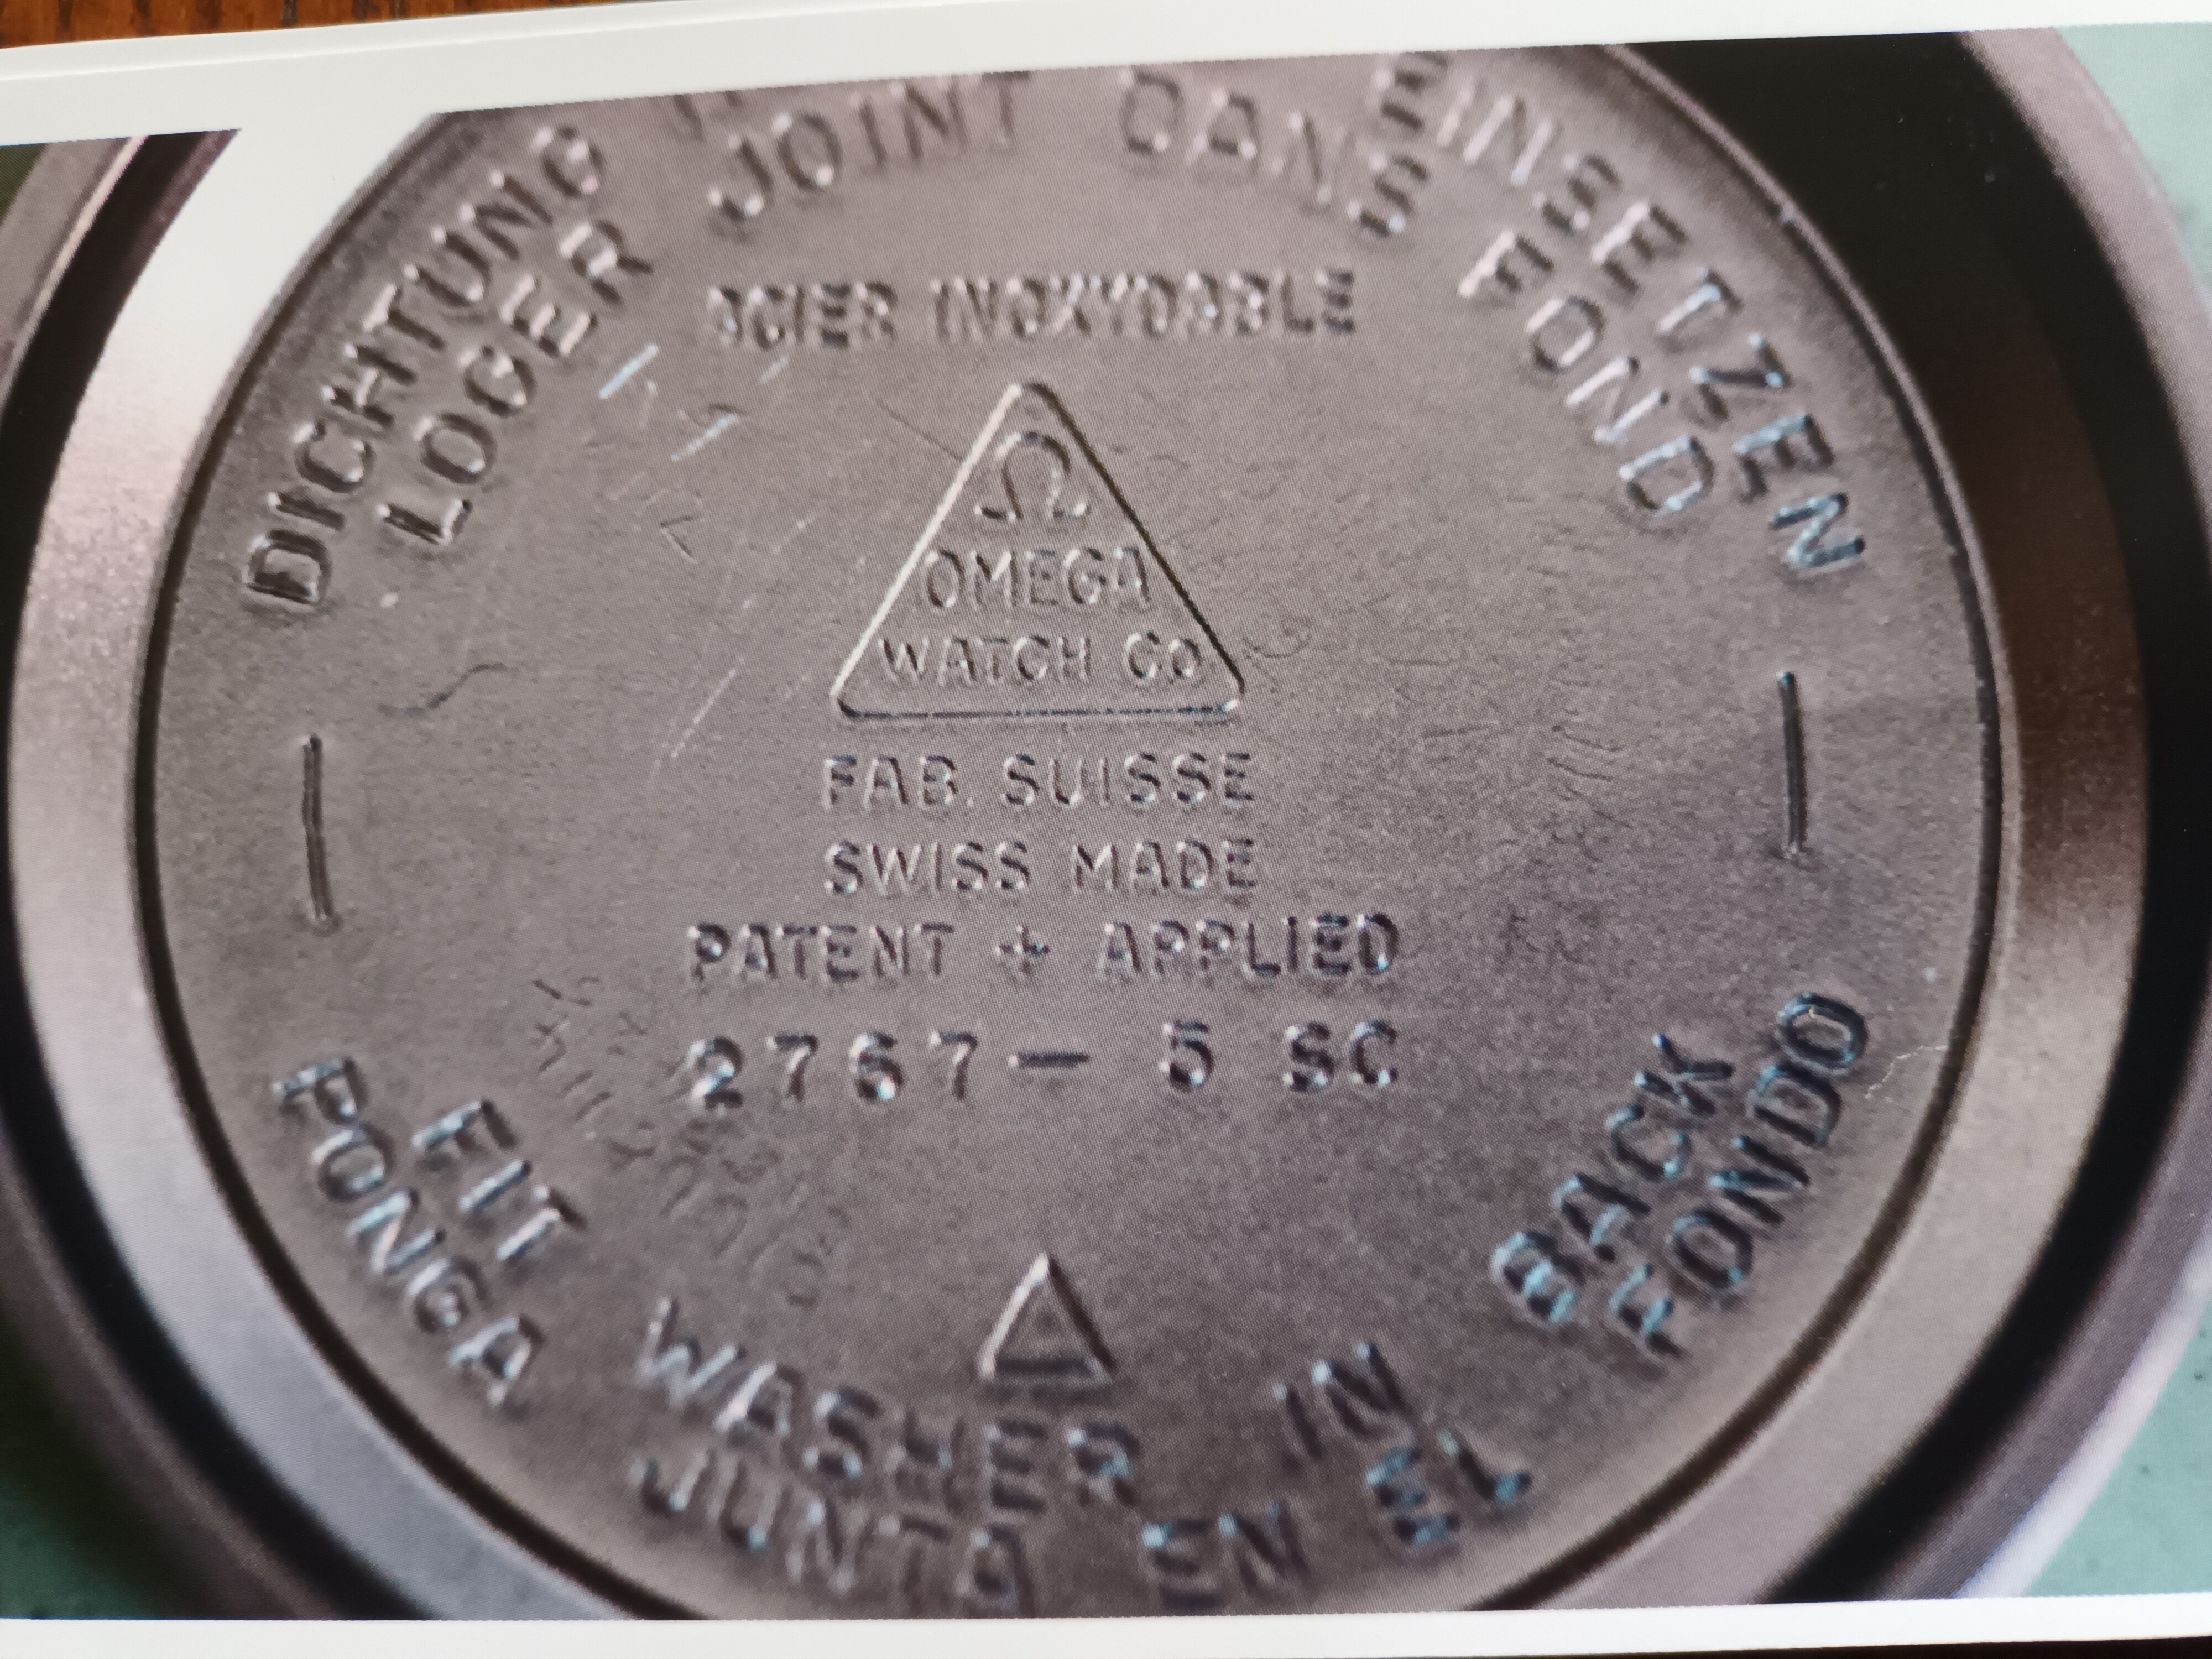 DICHTUNG
EINSETZEN
LOGER JOINT DANS
FOND
ACIER INOXYDABLE
Ω
OMEGA
WATCH Co
FAB. SUISSE
SWISS MADE
PATENT + APPLIED
2767 - 5 SC
FIT WASHER IN BACK
PONGA JUNTA EN EL FONDO